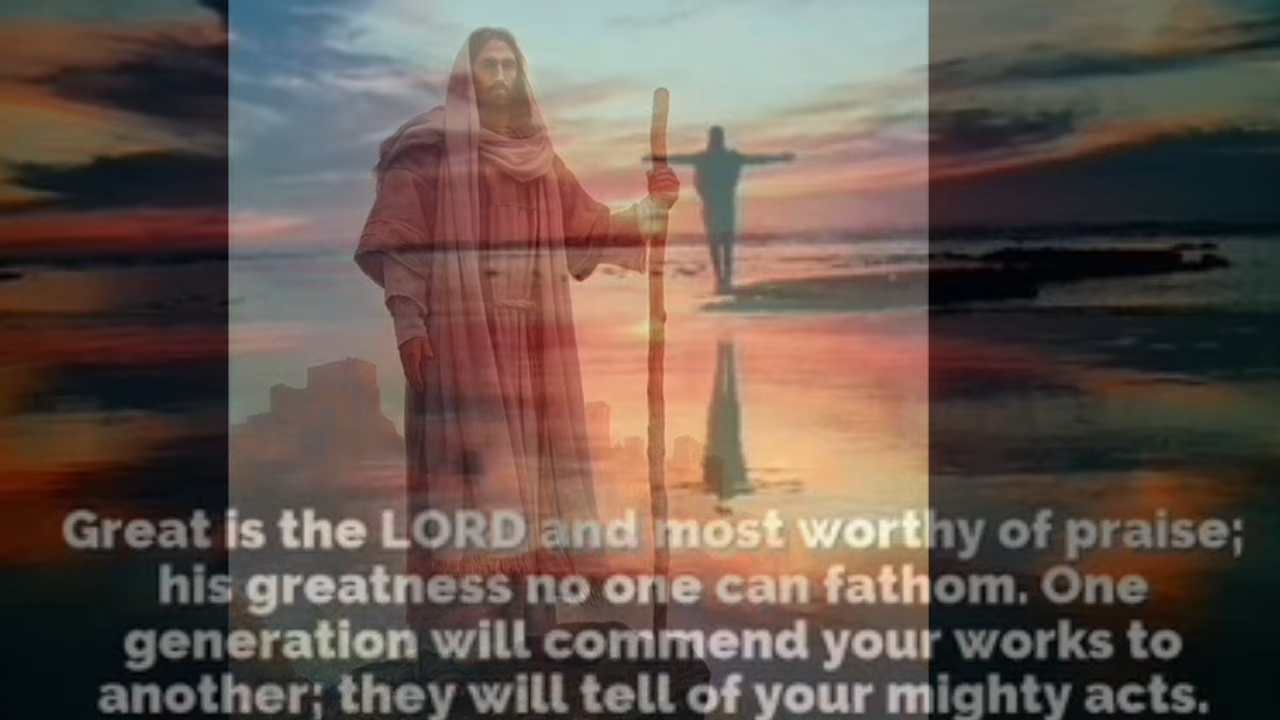 Great is the LORD and most worthy of praise;
his greatness no one can fathom. One
generation will commend your works to
another; they will tell of your mighty acts.